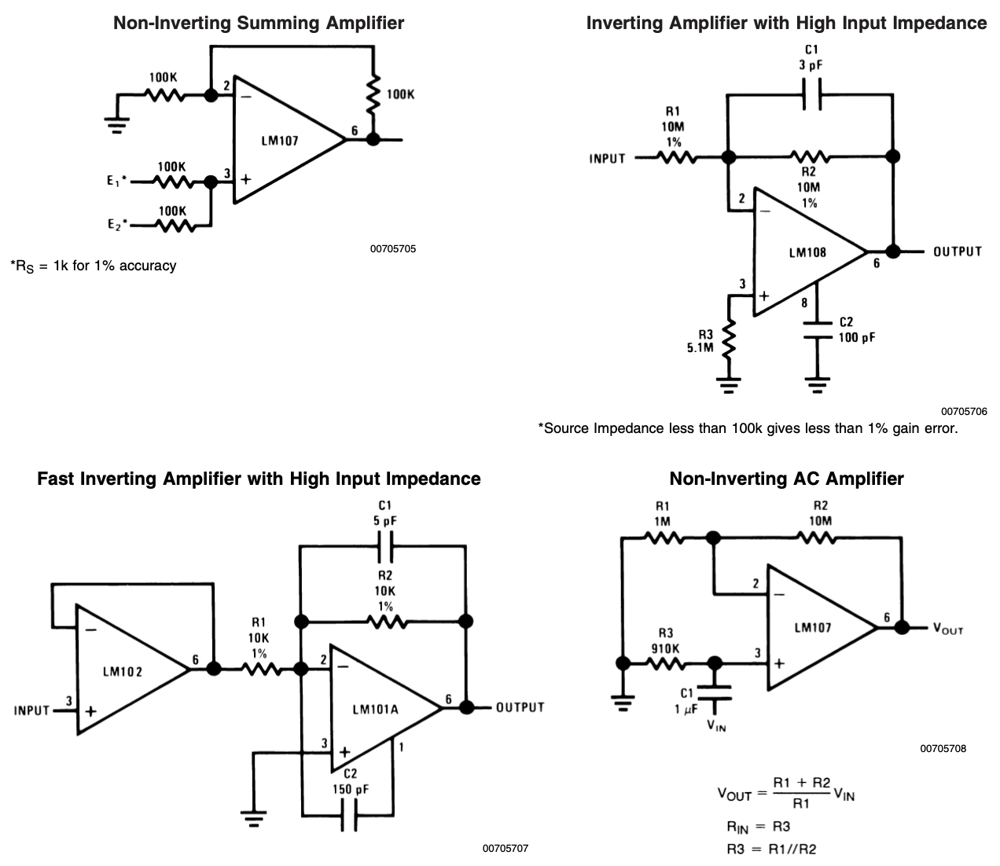 Non-Inverting Summing Amplifier
100K
2
−
100K
LM107
6
100K
E₁*
3
+
100K
E₂*
00705705
*RS = 1k for 1% accuracy
Inverting Amplifier with High Input Impedance
C1
3 pF
R1
10M
1%
INPUT
R2
10M
1%
2
−
LM108
OUTPUT
6
3
+
8
R3
5.1M
C2
100 pF
00705706
*Source Impedance less than 100k gives less than 1% gain error.
Fast Inverting Amplifier with High Input Impedance
C1
5 pF
R2
10K
1%
R1
10K
1%
−
LM102
6
INPUT
3
+
2
−
LM101A
6
OUTPUT
3
+
1
C2
150 pF
00705707
Non-Inverting AC Amplifier
R1
1M
R2
10M
2
−
LM107
6
VOUT
R3
910K
3
+
C1
1 μF
VIN
00705708
VOUT = R1 + R2 / R1 VIN
RIN = R3
R3 = R1//R2